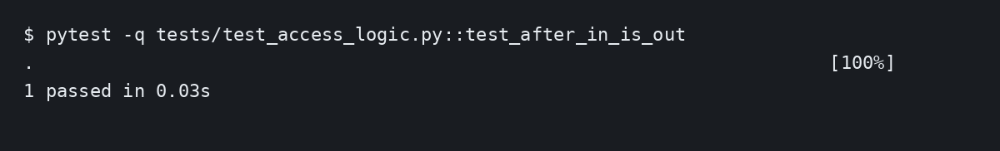 $ pytest -q tests/test_access_logic.py::test_after_in_is_out
. [100%]
1 passed in 0.03s